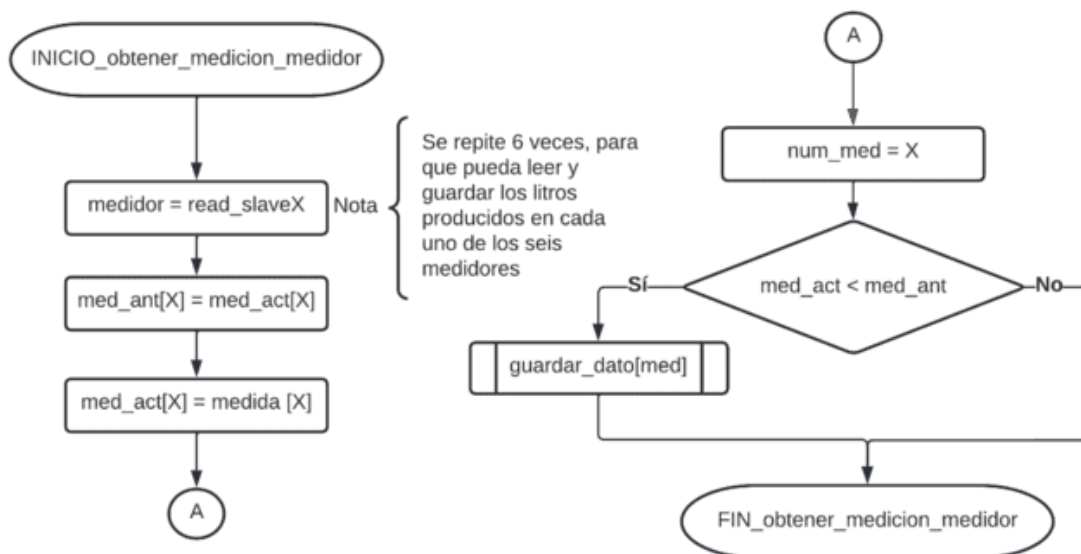 INICIO_obtener_medicion_medidor
medidor = read_slaveX
Nota
Se repite 6 veces, para
que pueda leer y
guardar los litros
producidos en cada
uno de los seis
medidores
med_ant[X] = med_act[X]
med_act[X] = medida [X]
A
A
num_med = X
med_act < med_ant
Sí
No
guardar_dato[med]
FIN_obtener_medicion_medidor